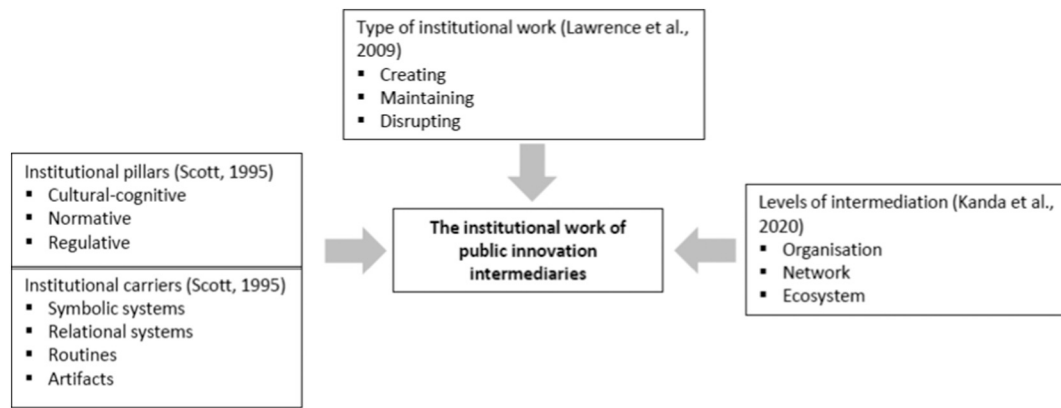 Type of institutional work (Lawrence et al.,
2009)
▪ Creating
▪ Maintaining
▪ Disrupting
Institutional pillars (Scott, 1995)
▪ Cultural-cognitive
▪ Normative
▪ Regulative
Institutional carriers (Scott, 1995)
▪ Symbolic systems
▪ Relational systems
▪ Routines
▪ Artifacts
The institutional work of
public innovation
intermediaries
Levels of intermediation (Kanda et al.,
2020)
▪ Organisation
▪ Network
▪ Ecosystem